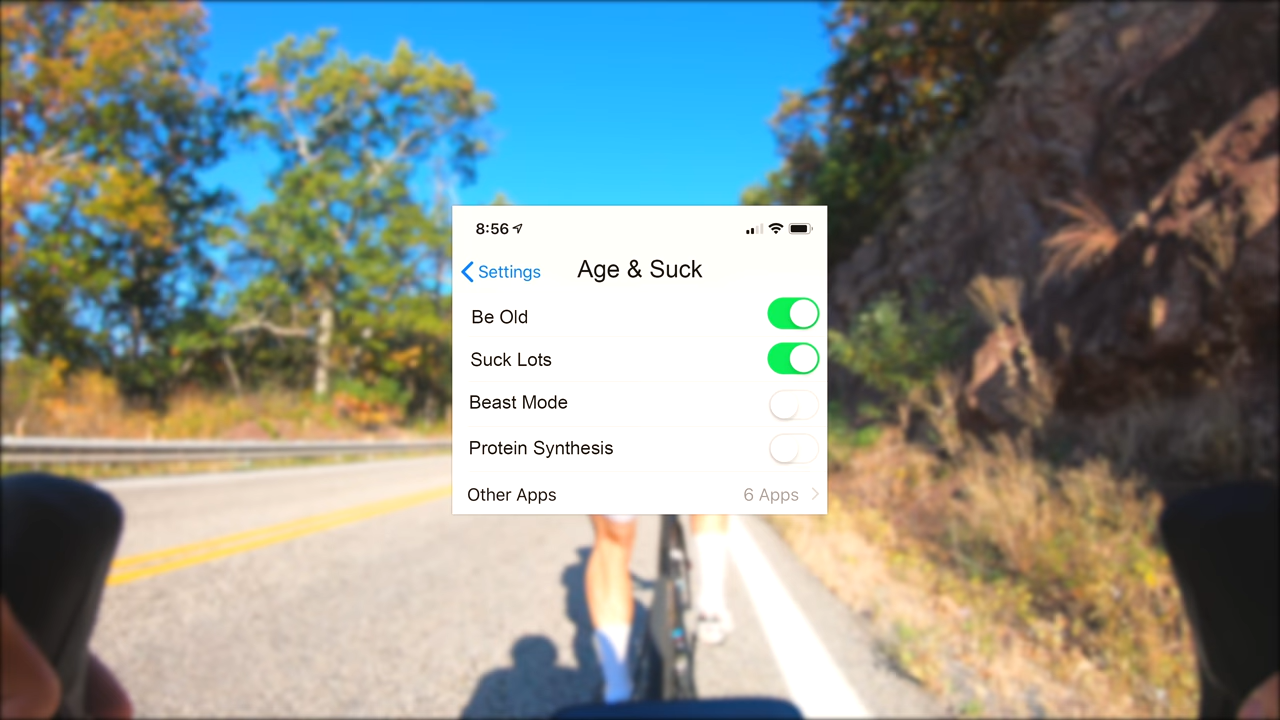 8:56
Settings
Age & Suck
Be Old
Suck Lots
Beast Mode
Protein Synthesis
Other Apps 6 Apps